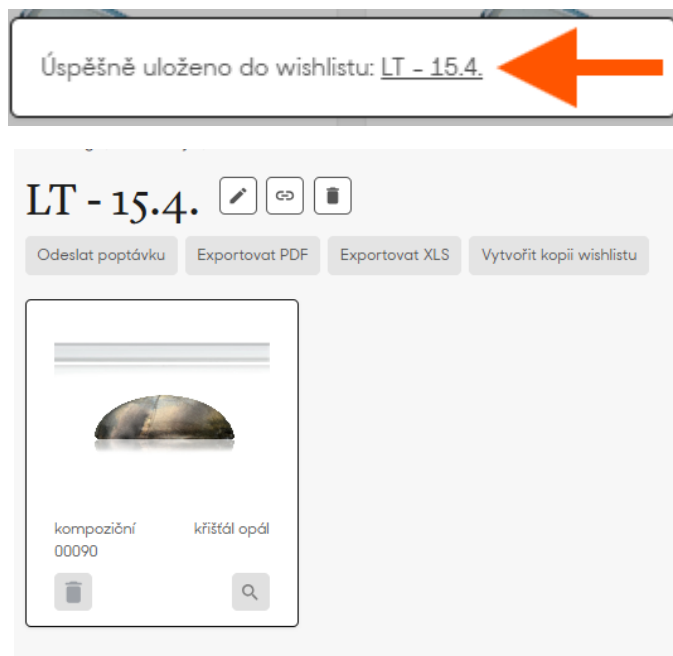 Úspěšně uloženo do wishlistu: LT - 15.4.
LT - 15.4.
Odeslat poptávku Exportovat PDF Exportovat XLS Vytvořit kopii wishlistu
kompoziční křišťál opál
00090